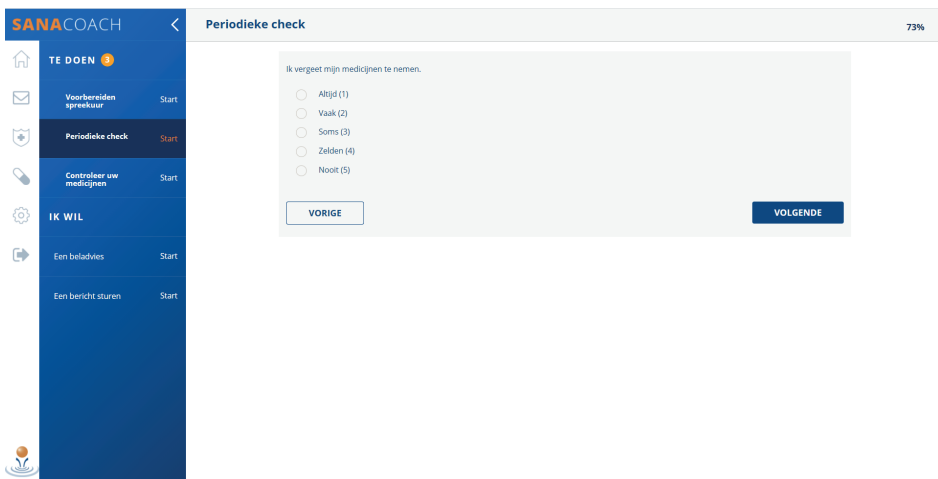 SANACOACH
TE DOEN 3
Voorbereiden
spreekuur
Start
Periodieke check
Start
Controleer uw
medicijnen
Start
IK WIL
Een beladvies
Start
Een bericht sturen
Start
Periodieke check
73%
Ik vergeet mijn medicijnen te nemen.
Altijd (1)
Vaak (2)
Soms (3)
Zelden (4)
Nooit (5)
VORIGE
VOLGENDE